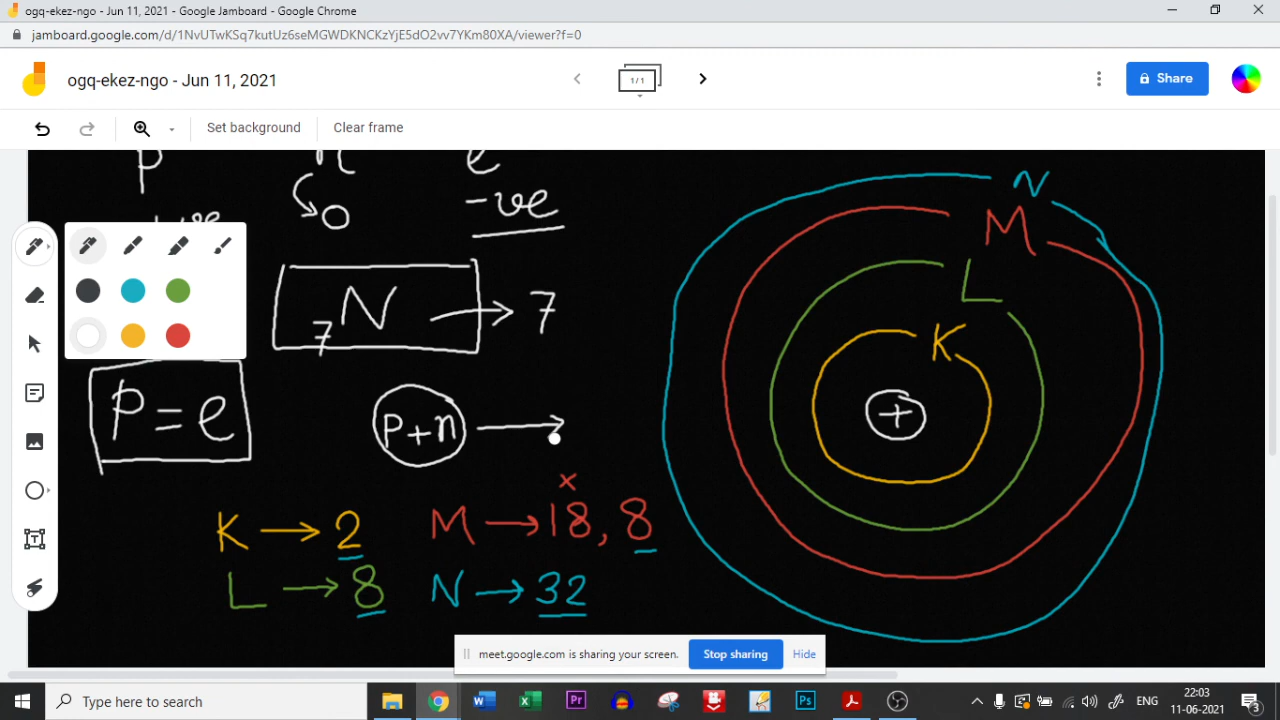 ogq-ekez-ngo - Jun 11, 2021 - Google Jamboard - Google Chrome
jamboard.google.com/d/1NvUTwKSq7kutUz6seMGWDKNCKzYjE5dO2vv7YKm80XA/viewer?f=0
ogq-ekez-ngo - Jun 11, 2021
1/1
Share
Set background
Clear frame
p n e
+ve 0 -ve
7N → 7
P = e
P+n →
K → 2
L → 8
x
M → 18, 8
N → 32
N
M
L
K
+
meet.google.com is sharing your screen.
Stop sharing
Hide
Type here to search
ENG
22:03
11-06-2021
3